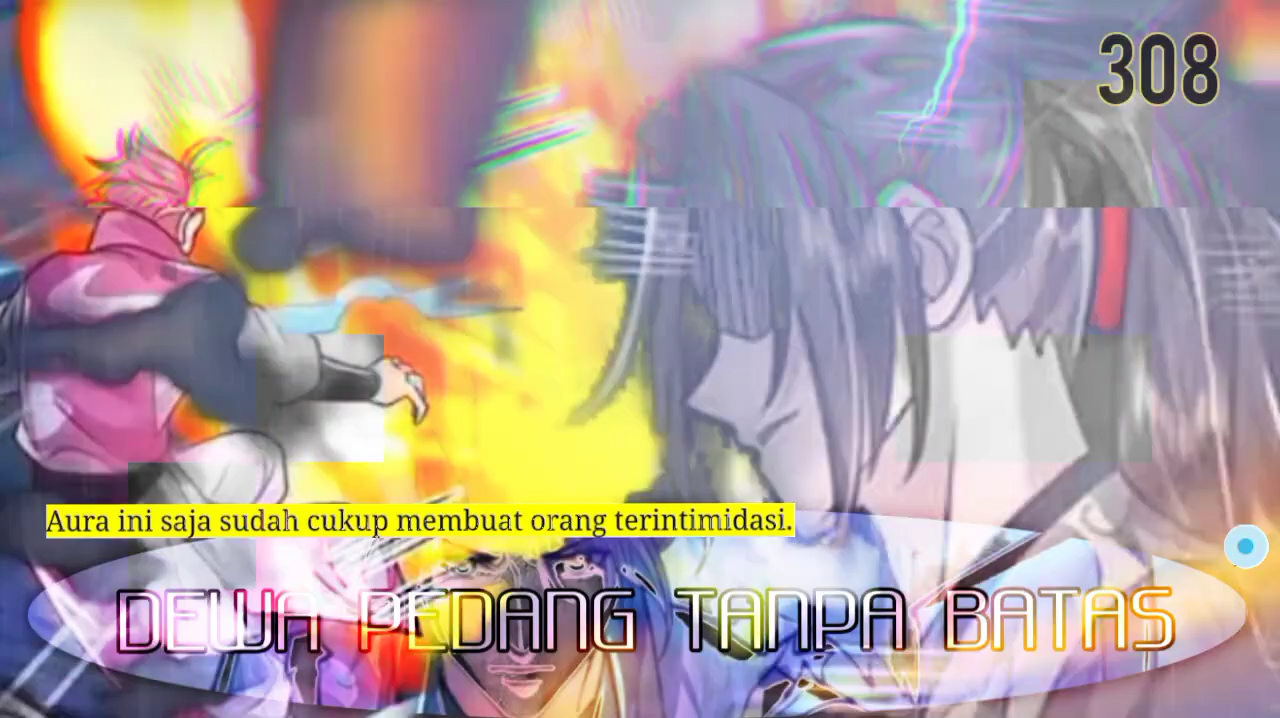 308
Aura ini saja sudah cukup membuat orang terintimidasi.
DEWA PEDANG TANPA BATAS